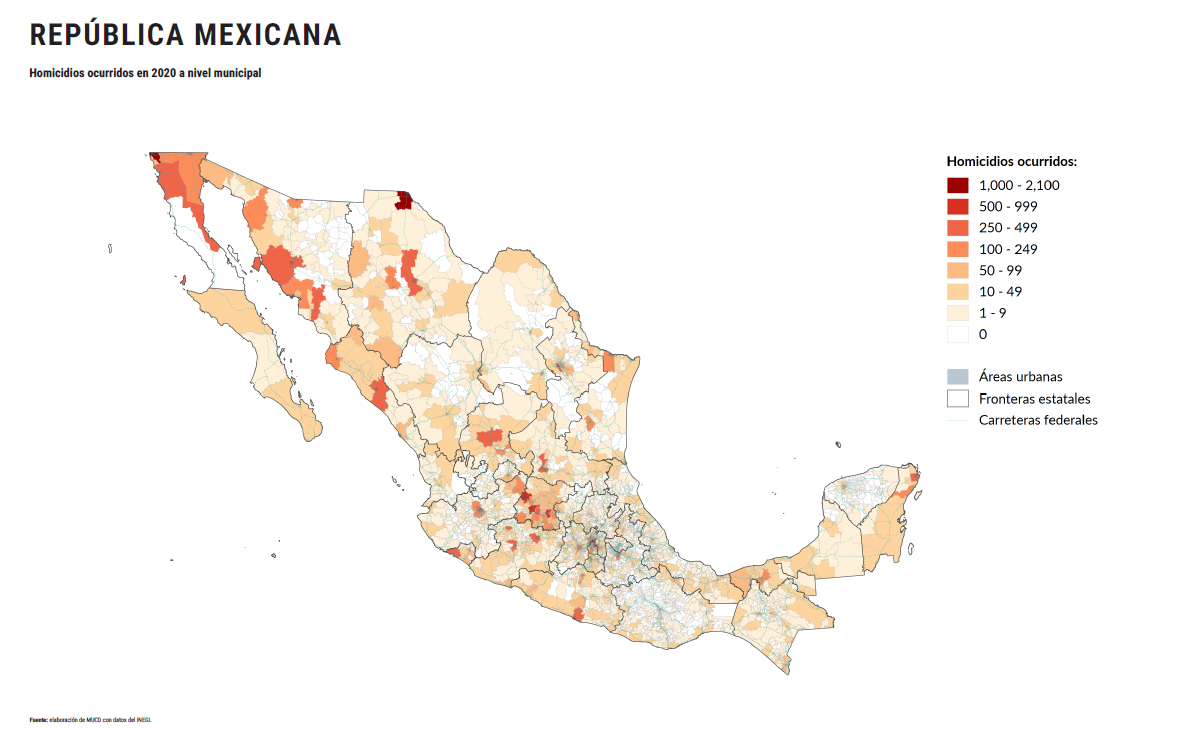 REPÚBLICA MEXICANA
Homicidios ocurridos en 2020 a nivel municipal
Homicidios ocurridos:
1,000 - 2,100
500 - 999
250 - 499
100 - 249
50 - 99
10 - 49
1 - 9
0
Áreas urbanas
Fronteras estatales
Carreteras federales
Fuente: elaboración de MUCD con datos del INEGI.